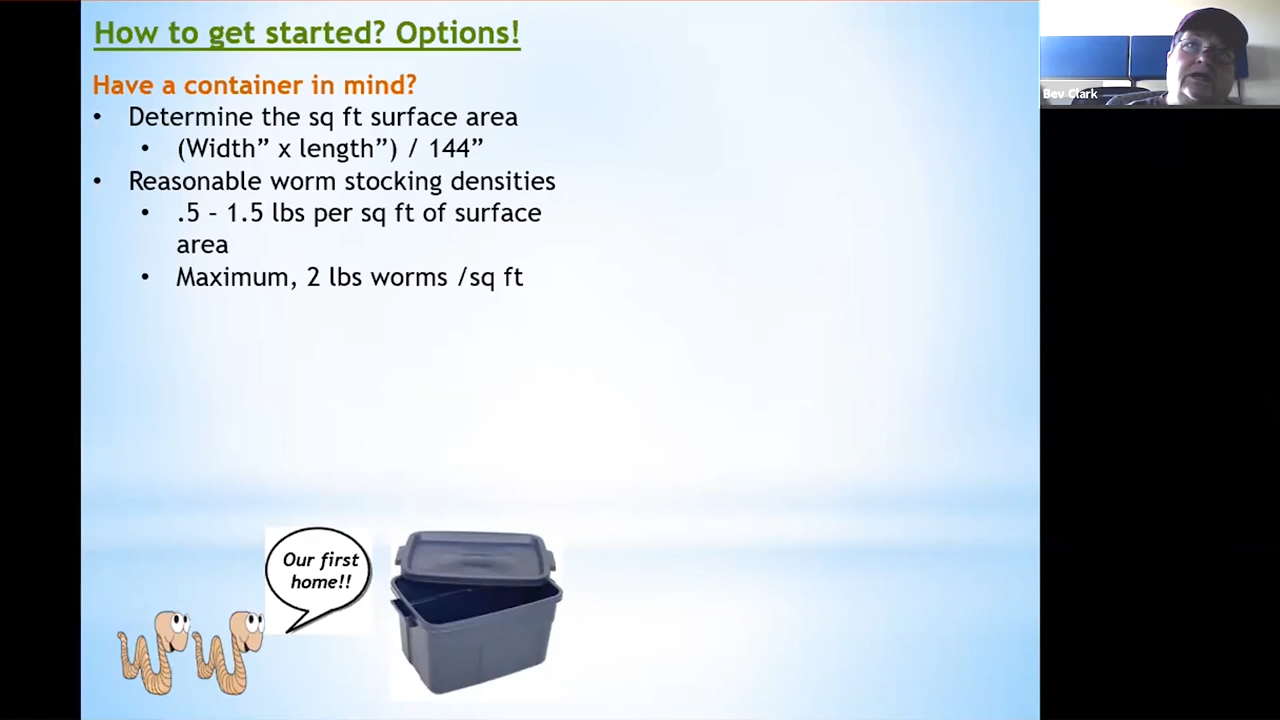 How to get started? Options!
Have a container in mind?
• Determine the sq ft surface area
• (Width” x length”) / 144”
• Reasonable worm stocking densities
• .5 – 1.5 lbs per sq ft of surface
area
• Maximum, 2 lbs worms /sq ft
Our first
home!!
Bev Clark